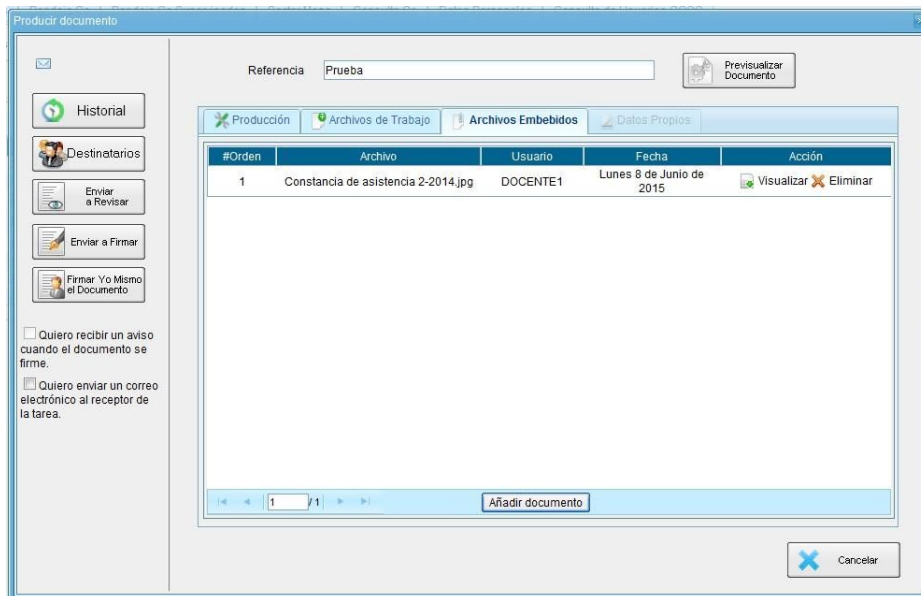 Producir documento
Referencia Prueba
Previsualizar
Documento
Historial
Destinatarios
Enviar
a Revisar
Enviar a Firmar
Firmar Yo Mismo
el Documento
Quiero recibir un aviso
cuando el documento se
firme.
Quiero enviar un correo
electrónico al receptor de
la tarea.
Producción Archivos de Trabajo Archivos Embebidos Datos Propios
#Orden Archivo Usuario Fecha Acción
1 Constancia de asistencia 2-2014.jpg DOCENTE1 Lunes 8 de Junio de
2015 Visualizar Eliminar
1 / 1 Añadir documento
Cancelar